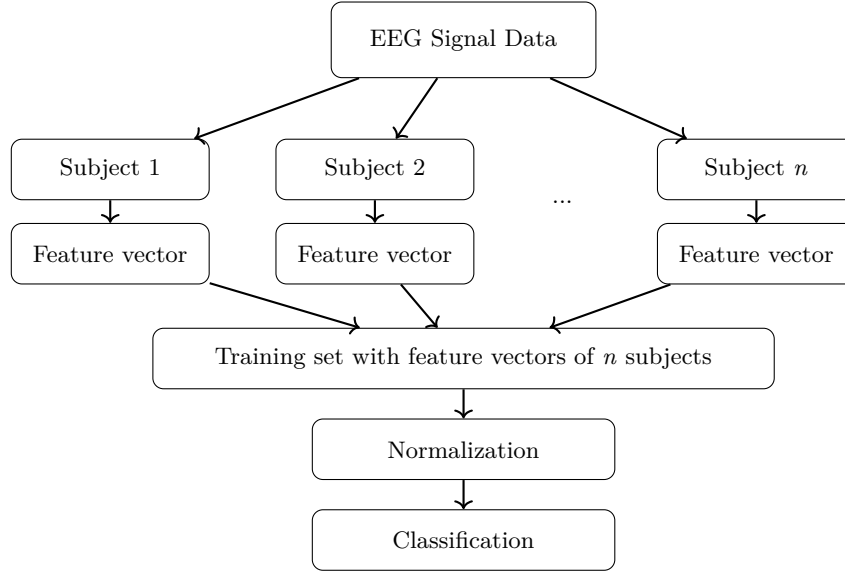 EEG Signal Data
Subject 1
Subject 2
...
Subject n
Feature vector
Feature vector
Feature vector
Training set with feature vectors of n subjects
Normalization
Classification